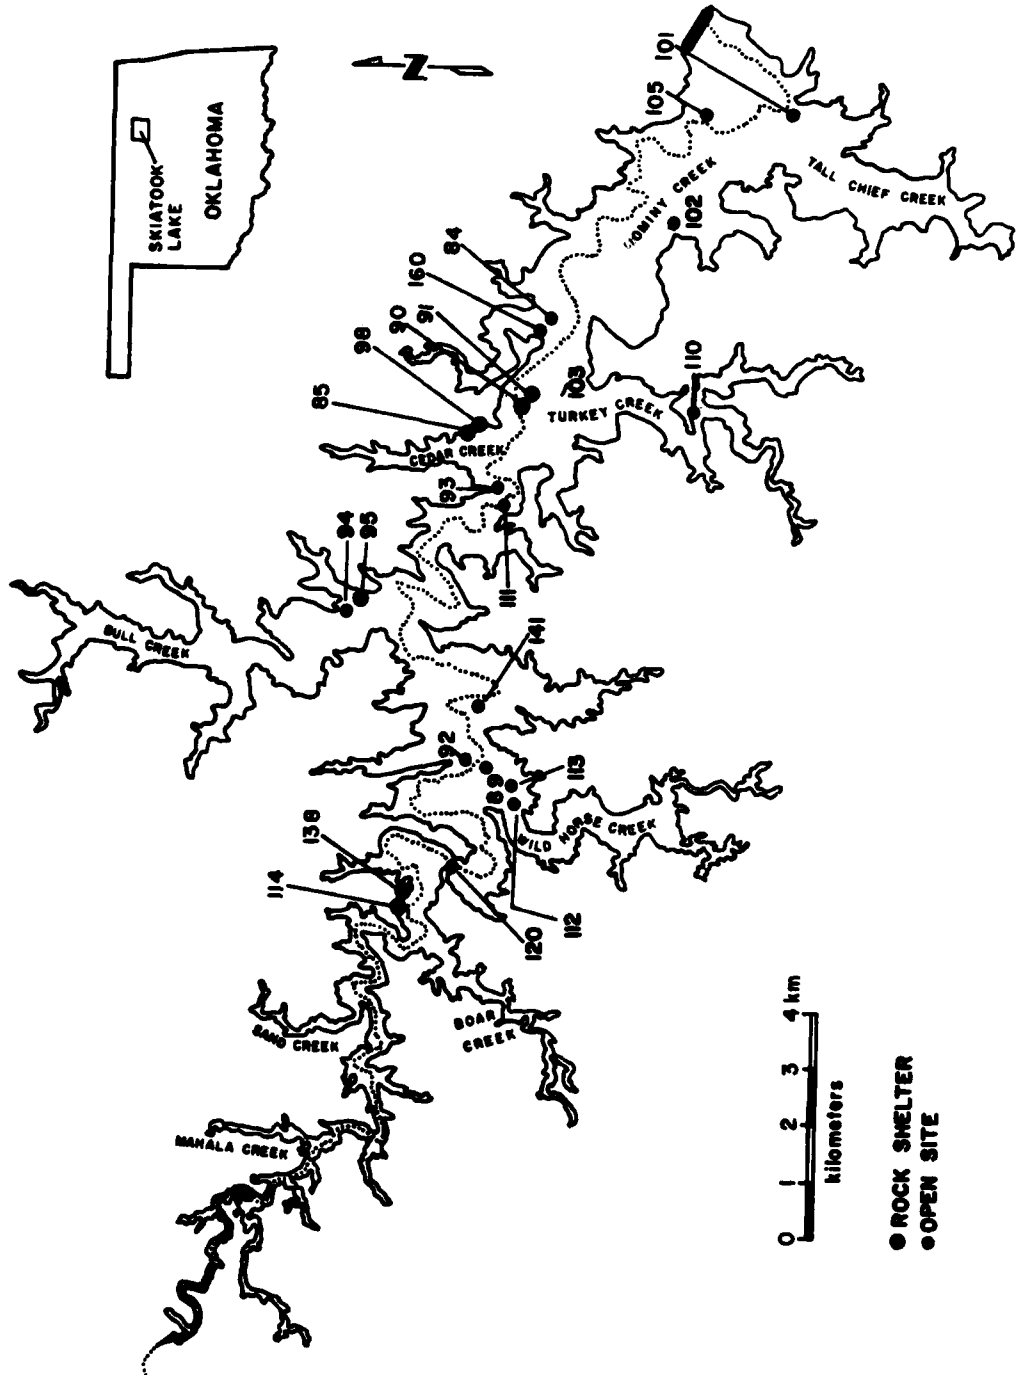 SKIATOOK
LAKE
OKLAHOMA
N
101
105
TALL CHIEF CREEK
HOMINY CREEK
102
84
160
91
90
98
85
103
TURKEY CREEK
110
CEDAR CREEK
93
111
94
95
BULL CREEK
141
92
89
113
WILD HORSE CREEK
112
120
138
114
BOAR
CREEK
SAND CREEK
MAHALA CREEK
0 1 2 3 4 km
kilometers
ROCK SHELTER
OPEN SITE